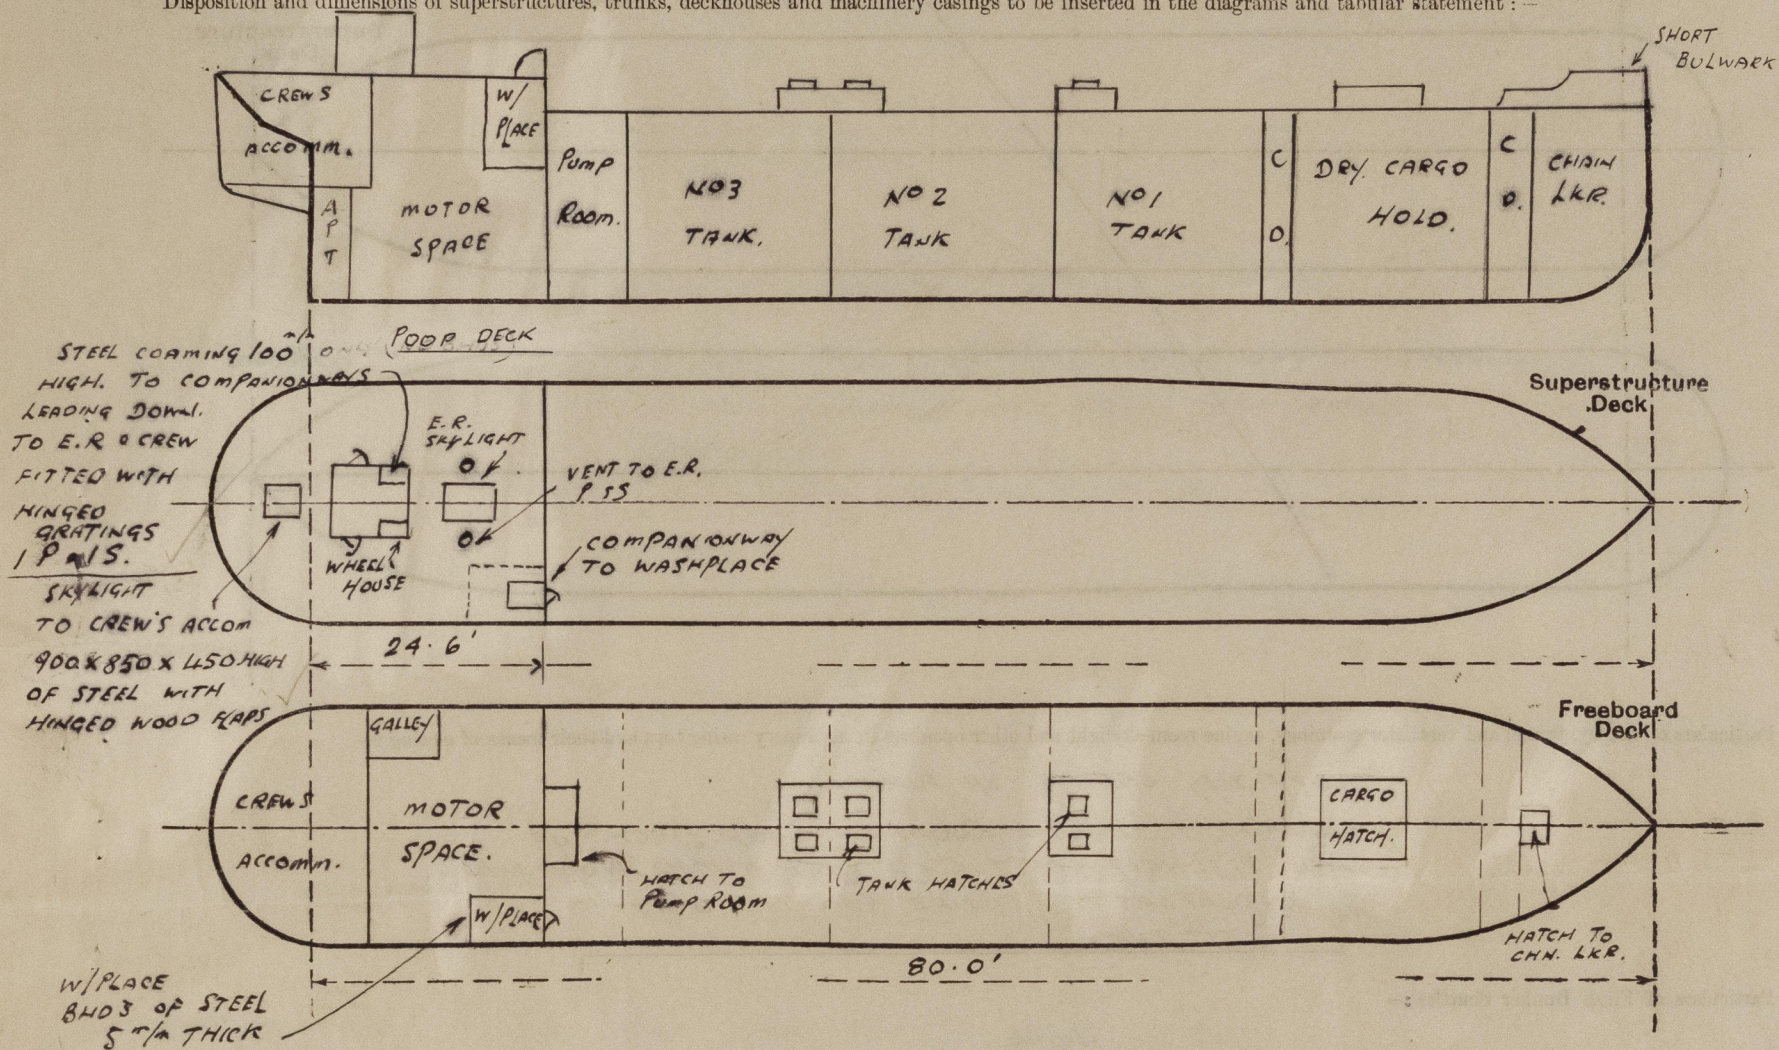 Disposition and dimensions of superstructures, trunks, deckhouses and machinery casings to be inserted in the diagrams and tabular statement :—
SHORT
BULWARK
CREWS
ACCOMM.
W/
PLACE
A
P
T
MOTOR
SPACE
PUMP
ROOM.
No 3
TANK.
No 2
TANK
No 1
TANK
C
O.
DRY. CARGO
HOLD.
C
O.
CHAIN
LKR.
POOP DECK
STEEL COAMING 100 m/m
HIGH. TO COMPANIONWAYS
LEADING DOWN.
TO E.R & CREW
FITTED WITH
HINGED
GRATINGS
1 P & 1 S.
SKYLIGHT
TO CREW'S ACCOM
900 x 850 x 450 HIGH
OF STEEL WITH
HINGED WOOD FLAPS
E.R.
SKYLIGHT
VENT TO E.R.
P & S
WHEEL
HOUSE
COMPANIONWAY
TO WASHPLACE
Superstructure
Deck
24·6'
GALLEY
CREWS
ACCOMM.
MOTOR
SPACE.
W/PLACE
HATCH TO
PUMP ROOM
TANK HATCHES
CARGO
HATCH.
Freeboard
Deck
HATCH TO
CHN. LKR.
80·0'
W/PLACE
BHDS OF STEEL
5 m/m THICK